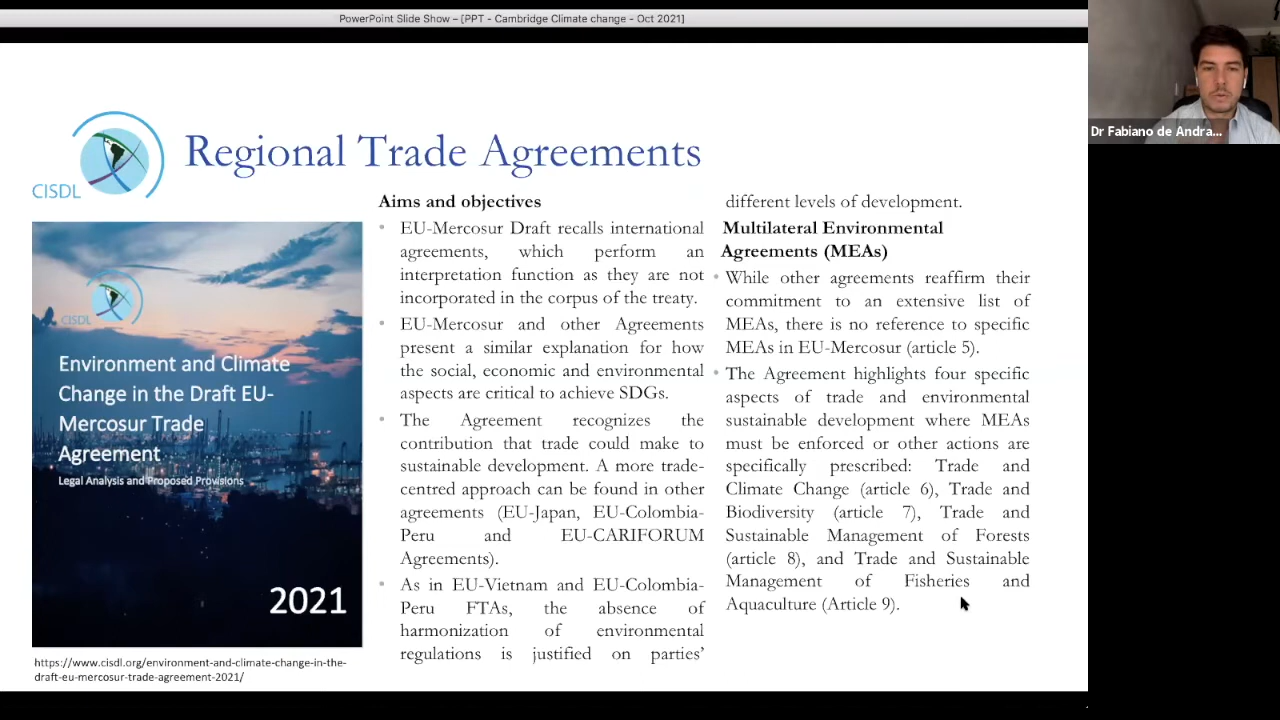 PowerPoint Slide Show – [PPT - Cambridge Climate change - Oct 2021]
Dr Fabiano de Andra...
CISDL
Regional Trade Agreements
CISDL
Environment and Climate
Change in the Draft EU-
Mercosur Trade
Agreement
Legal Analysis and Proposed Provisions
2021
https://www.cisdl.org/environment-and-climate-change-in-the-
draft-eu-mercosur-trade-agreement-2021/
Aims and objectives
• EU-Mercosur Draft recalls international
agreements, which perform an
interpretation function as they are not
incorporated in the corpus of the treaty.
• EU-Mercosur and other Agreements
present a similar explanation for how
the social, economic and environmental
aspects are critical to achieve SDGs.
• The Agreement recognizes the
contribution that trade could make to
sustainable development. A more trade-
centred approach can be found in other
agreements (EU-Japan, EU-Colombia-
Peru and EU-CARIFORUM
Agreements).
• As in EU-Vietnam and EU-Colombia-
Peru FTAs, the absence of
harmonization of environmental
regulations is justified on parties’
different levels of development.
Multilateral Environmental
Agreements (MEAs)
• While other agreements reaffirm their
commitment to an extensive list of
MEAs, there is no reference to specific
MEAs in EU-Mercosur (article 5).
• The Agreement highlights four specific
aspects of trade and environmental
sustainable development where MEAs
must be enforced or other actions are
specifically prescribed: Trade and
Climate Change (article 6), Trade and
Biodiversity (article 7), Trade and
Sustainable Management of Forests
(article 8), and Trade and Sustainable
Management of Fisheries and
Aquaculture (Article 9).